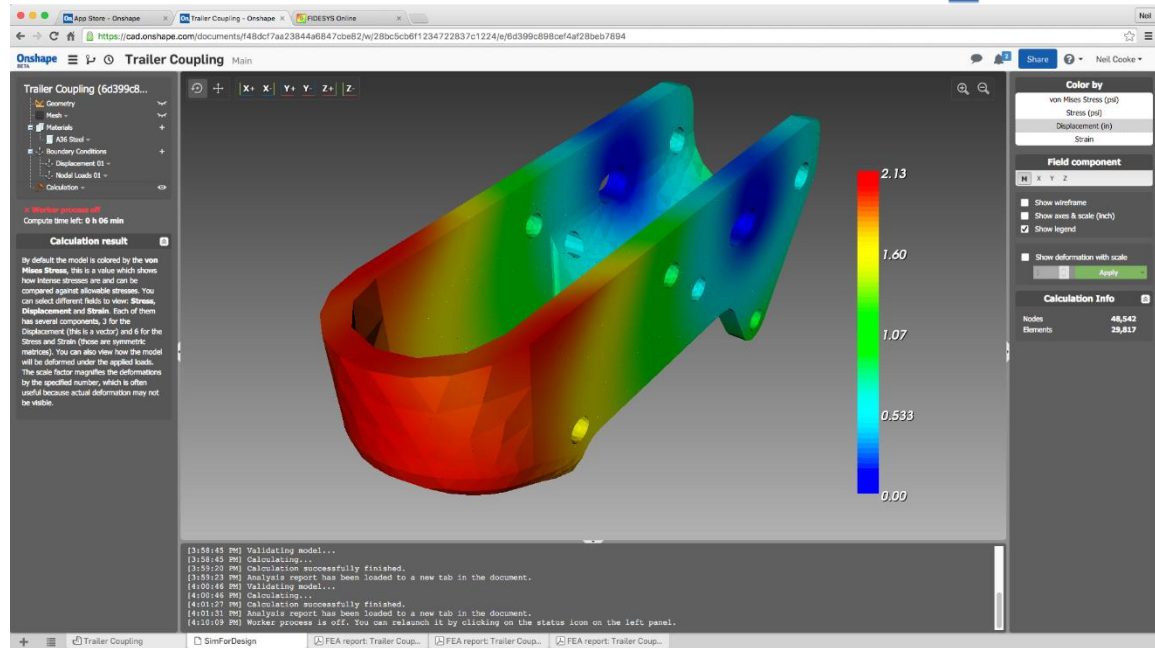 App Store - Onshape
Trailer Coupling - Onshape
FIDESYS Online
Neil
https://cad.onshape.com/documents/f48dcf7aa23844a6847cbe82/w/28bc5cb6f1234722837c1224/e/6d399c898cef4af28beb7894
Onshape
BETA
Trailer Coupling Main
2
Share
Neil Cooke
Trailer Coupling (6d399c8...
Geometry
Mesh
Materials
A36 Steel
Boundary Conditions
Displacement 01
Nodal Loads 01
Calculation
Worker process off
Compute time left: 0 h 06 min
Calculation result
By default the model is colored by the von
Mises Stress, this is a value which shows
how intense stresses are and can be
compared against allowable stresses. You
can select different fields to view: Stress,
Displacement and Strain. Each of them
has several components, 3 for the
Displacement (this is a vector) and 6 for the
Stress and Strain (those are symmetric
matrices). You can also view how the model
will be deformed under the applied loads.
The scale factor magnifies the deformations
by the specified number, which is often
useful because actual deformation may not
be visible.
X+ X- Y+ Y- Z+ Z-
2.13
1.60
1.07
0.533
0.00
Color by
von Mises Stress (psi)
Stress (psi)
Displacement (in)
Strain
Field component
M X Y Z
Show wireframe
Show axes & scale (Inch)
Show legend
Show deformation with scale
1
Apply
Calculation Info
Nodes 48,542
Elements 29,817
[3:58:45 PM] Validating model...
[3:58:45 PM] Calculating...
[3:59:20 PM] Calculation successfully finished.
[3:59:23 PM] Analysis report has been loaded to a new tab in the document.
[4:00:46 PM] Validating model...
[4:00:46 PM] Calculating...
[4:01:27 PM] Calculation successfully finished.
[4:01:31 PM] Analysis report has been loaded to a new tab in the document.
[4:10:09 PM] Worker process is off. You can relaunch it by clicking on the status icon on the left panel.
Trailer Coupling
SimForDesign
FEA report: Trailer Coup...
FEA report: Trailer Coup...
FEA report: Trailer Coup...